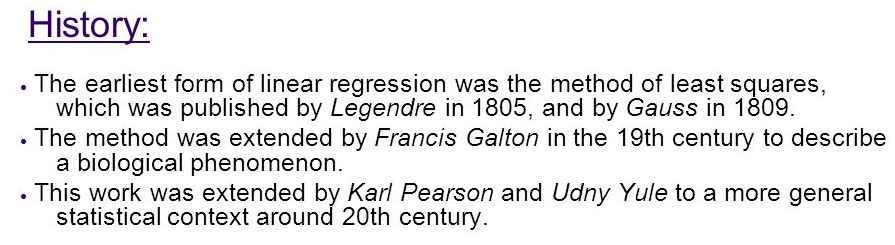 History:
• The earliest form of linear regression was the method of least squares,
which was published by Legendre in 1805, and by Gauss in 1809.
• The method was extended by Francis Galton in the 19th century to describe
a biological phenomenon.
• This work was extended by Karl Pearson and Udny Yule to a more general
statistical context around 20th century.